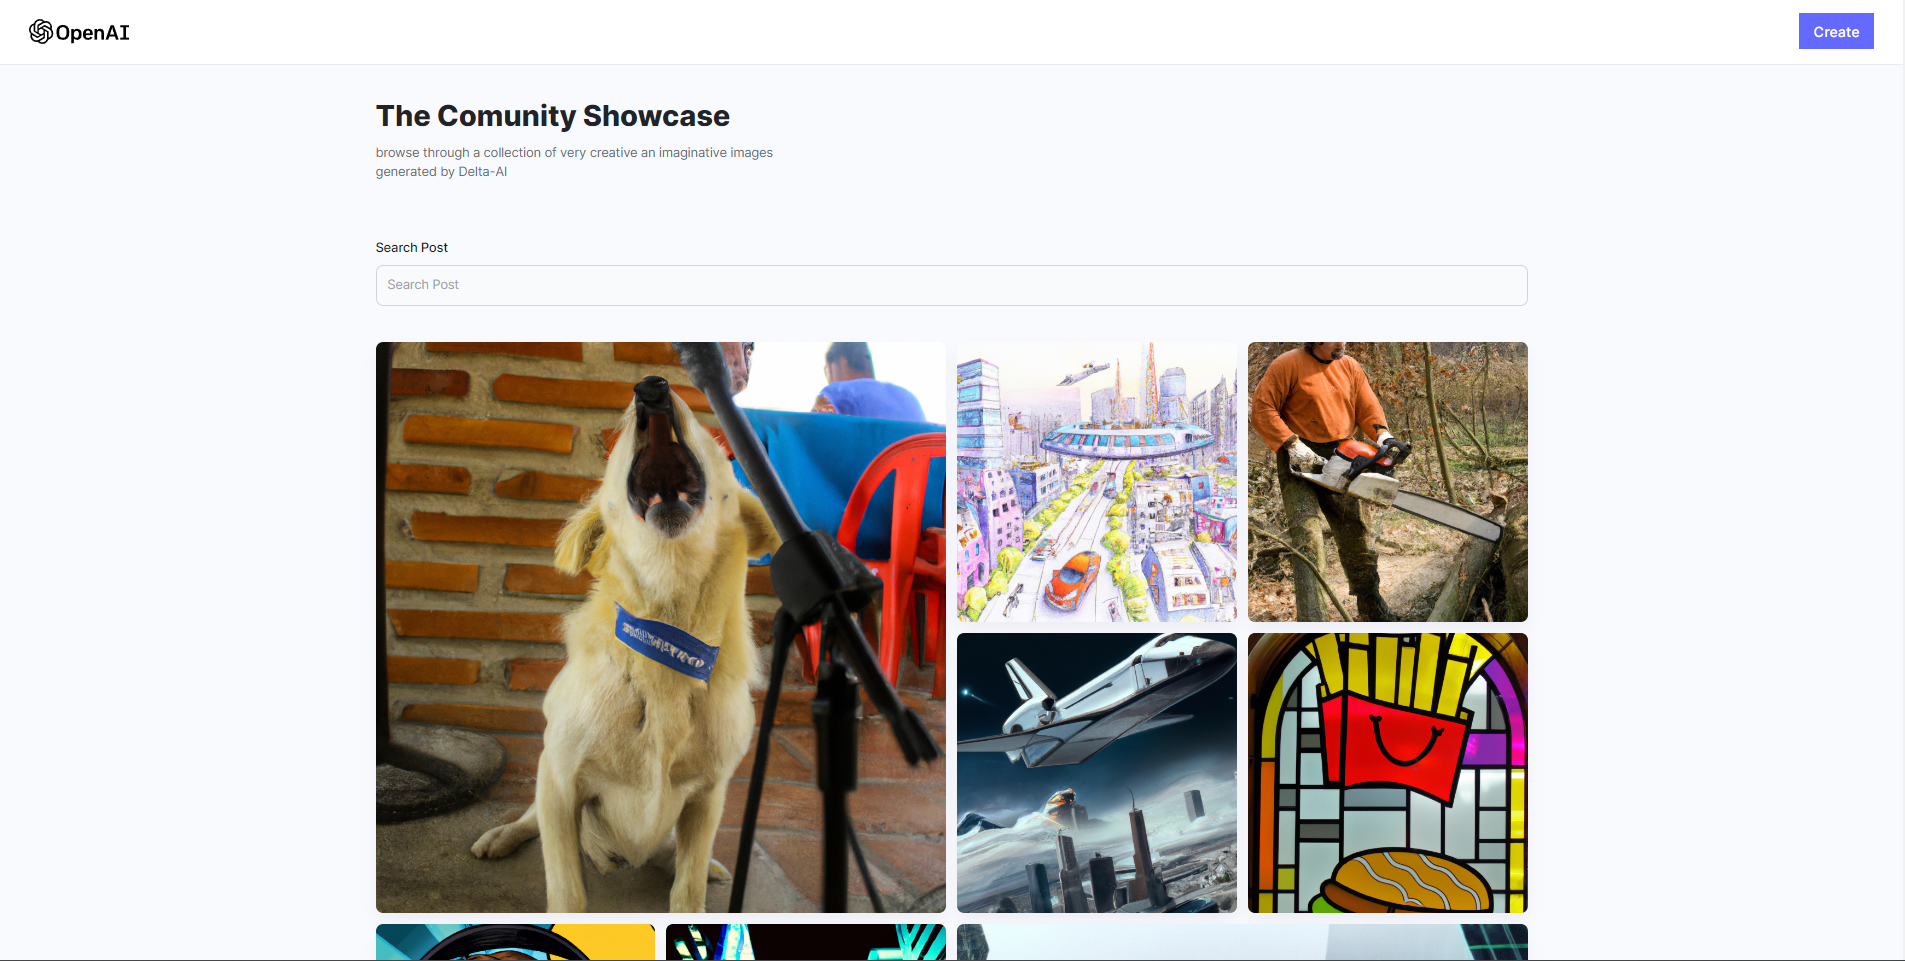 OpenAI
Create
The Comunity Showcase
browse through a collection of very creative an imaginative images
generated by Delta-AI
Search Post
Search Post